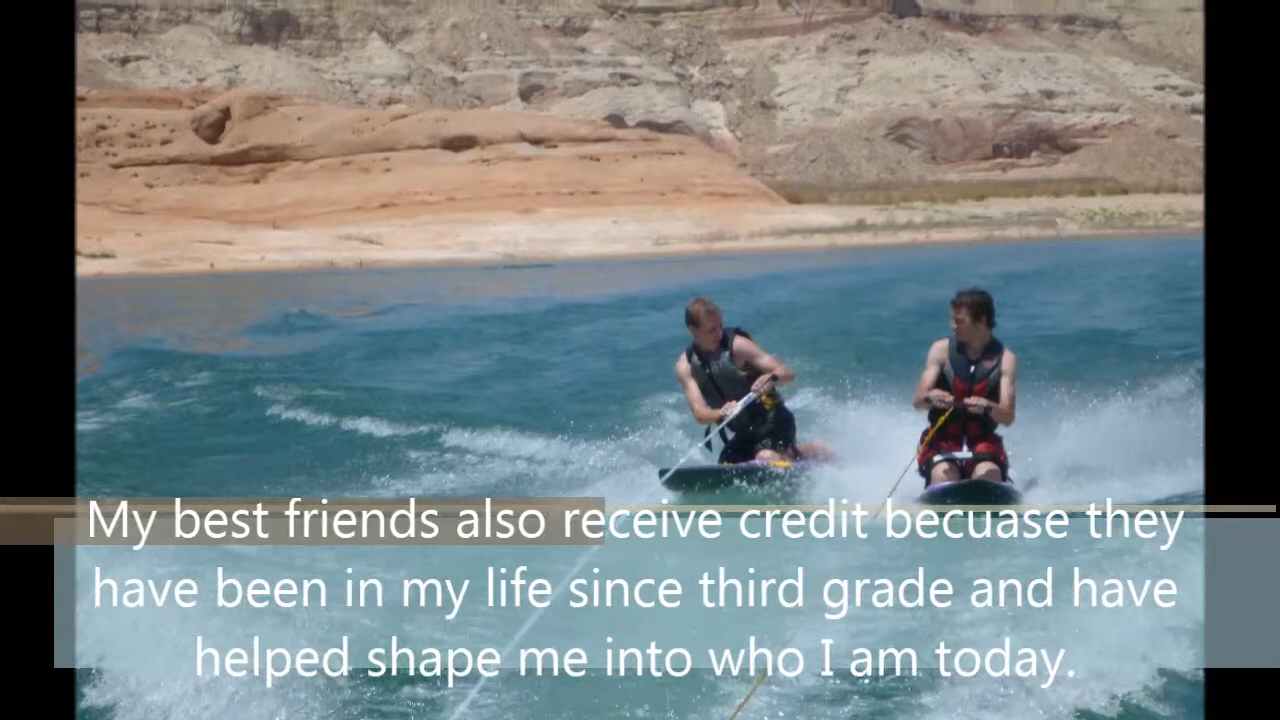 My best friends also receive credit becuase they
have been in my life since third grade and have
helped shape me into who I am today.